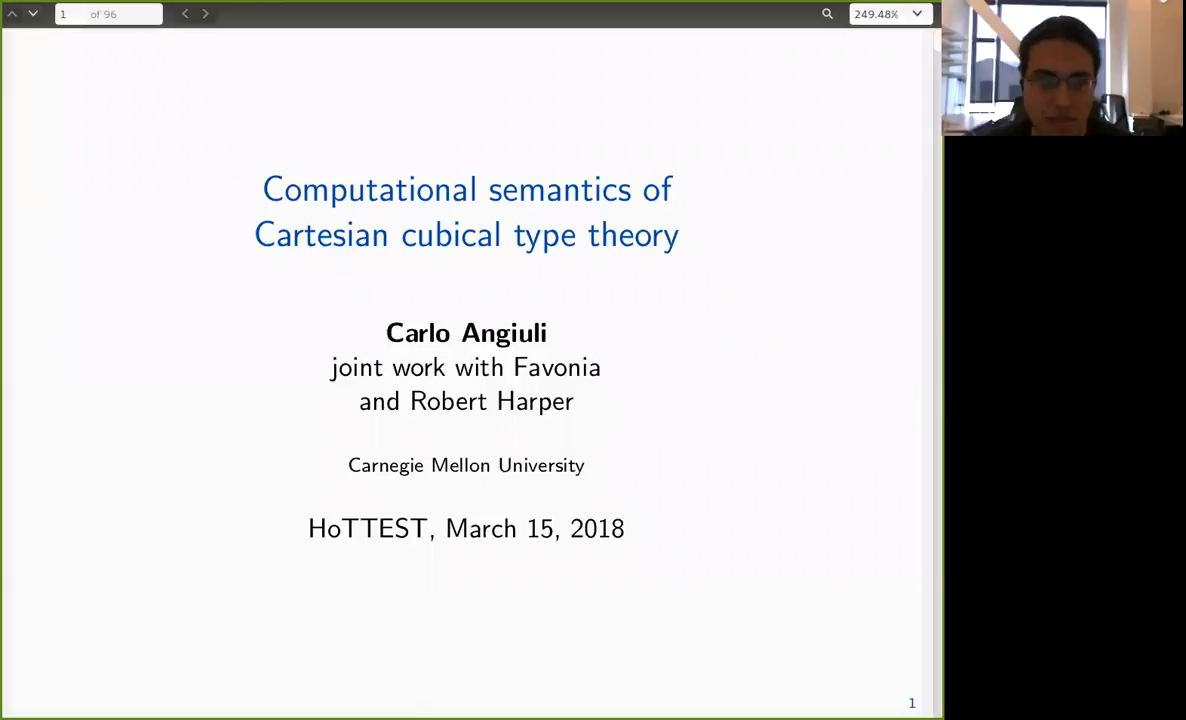 1 of 96
249.48%
Computational semantics of
Cartesian cubical type theory
Carlo Angiuli
joint work with Favonia
and Robert Harper
Carnegie Mellon University
HoTTEST, March 15, 2018
1